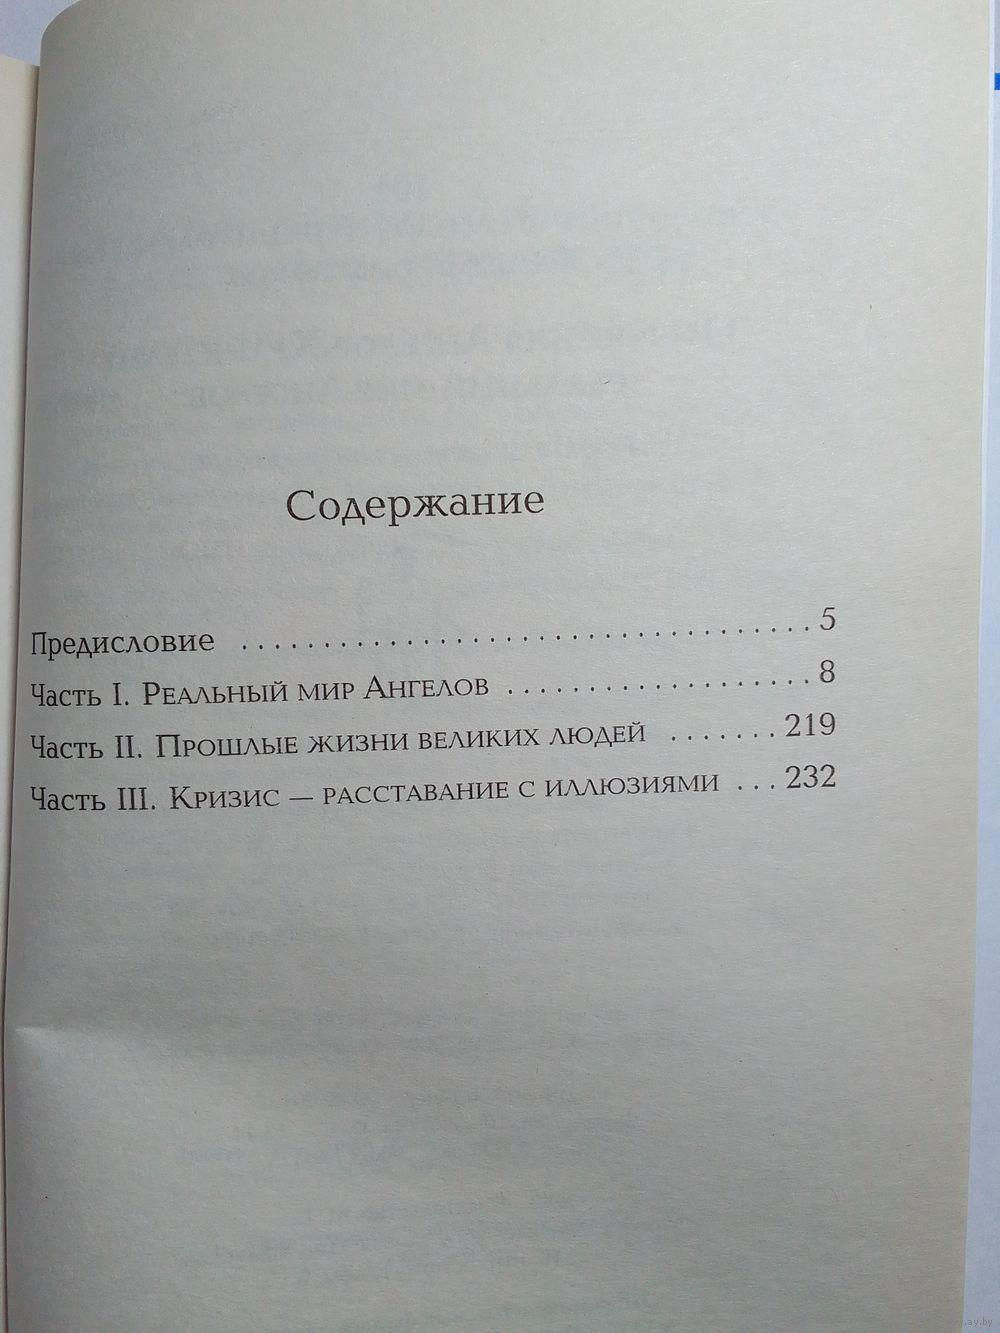 Содержание
Предисловие . . . . . . . . . . . . . . . . . . . . . . . . . . . . . . . . . . 5
Часть I. Реальный мир Ангелов . . . . . . . . . . . . . . . . . . . 8
Часть II. Прошлые жизни великих людей . . . . . . . 219
Часть III. Кризис — расставание с иллюзиями . . . 232